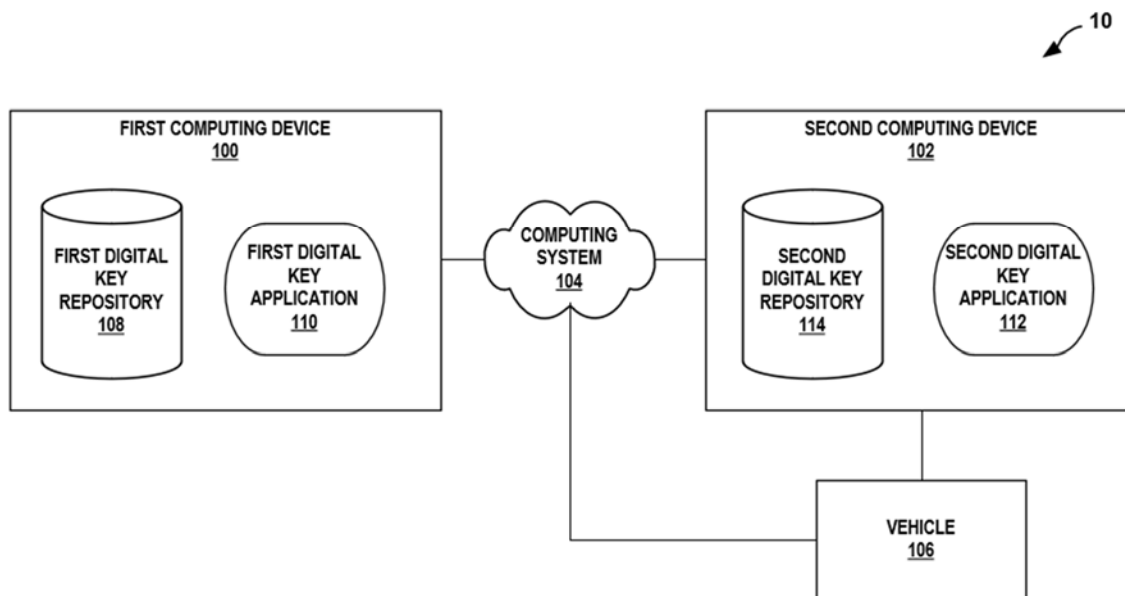 10
FIRST COMPUTING DEVICE
100
FIRST DIGITAL
KEY
REPOSITORY
108
FIRST DIGITAL
KEY
APPLICATION
110
COMPUTING
SYSTEM
104
SECOND COMPUTING DEVICE
102
SECOND
DIGITAL KEY
REPOSITORY
114
SECOND DIGITAL
KEY
APPLICATION
112
VEHICLE
106